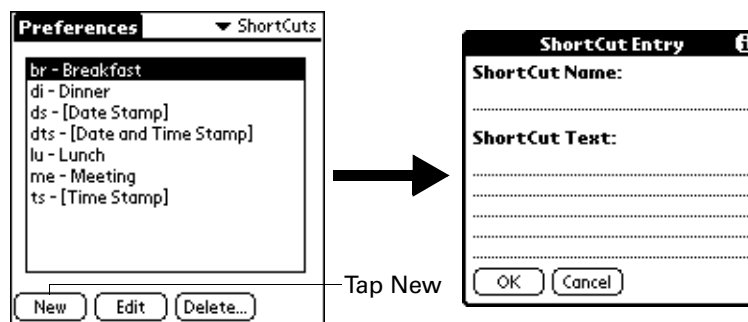 Preferences ShortCuts
br - Breakfast
di - Dinner
ds - [Date Stamp]
dts - [Date and Time Stamp]
lu - Lunch
me - Meeting
ts - [Time Stamp]
New Edit Delete...
Tap New
ShortCut Entry i
ShortCut Name:
ShortCut Text:
OK Cancel